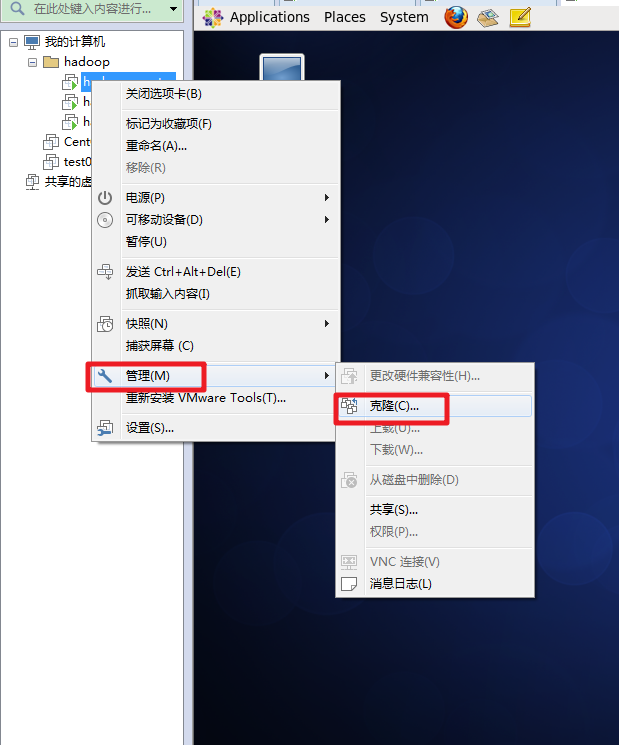 在此处键入内容进行...
Applications Places System
我的计算机
hadoop
关闭选项卡(B)
标记为收藏项(F)
重命名(A)...
移除(R)
Cent
test0
共享的虚
电源(P)
可移动设备(D)
暂停(U)
发送 Ctrl+Alt+Del(E)
抓取输入内容(I)
快照(N)
捕获屏幕 (C)
管理(M)
重新安装 VMware Tools(T)...
设置(S)...
更改硬件兼容性(H)...
克隆(C)...
上载(U)...
下载(W)...
从磁盘中删除(D)
共享(S)...
权限(P)...
VNC 连接(V)
消息日志(L)